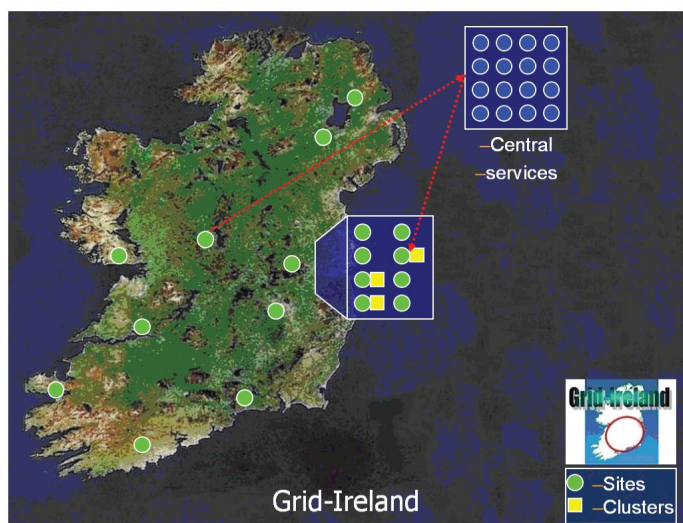 –Central
–services
Grid-Ireland
–Sites
–Clusters
Grid-Ireland